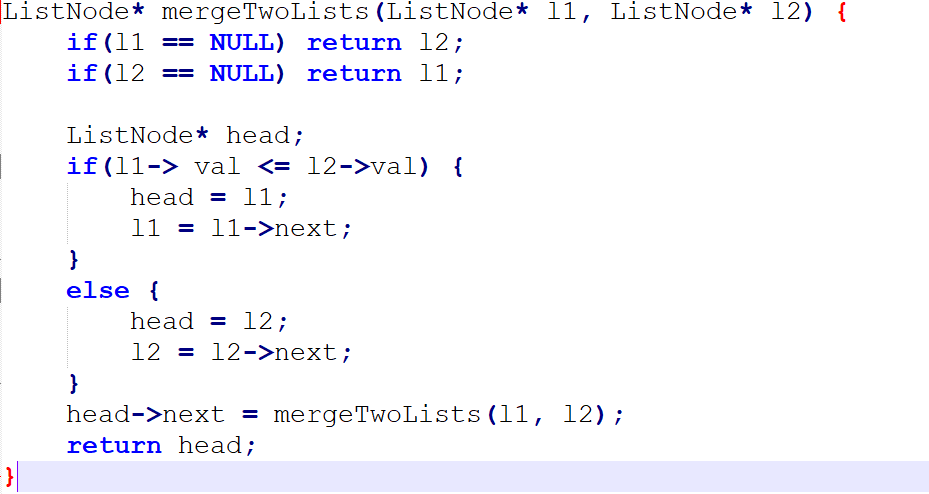 ListNode* mergeTwoLists(ListNode* l1, ListNode* l2) {
    if(l1 == NULL) return l2;
    if(l2 == NULL) return l1;

    ListNode* head;
    if(l1-> val <= l2->val) {
        head = l1;
        l1 = l1->next;
    }
    else {
        head = l2;
        l2 = l2->next;
    }
    head->next = mergeTwoLists(l1, l2);
    return head;
}